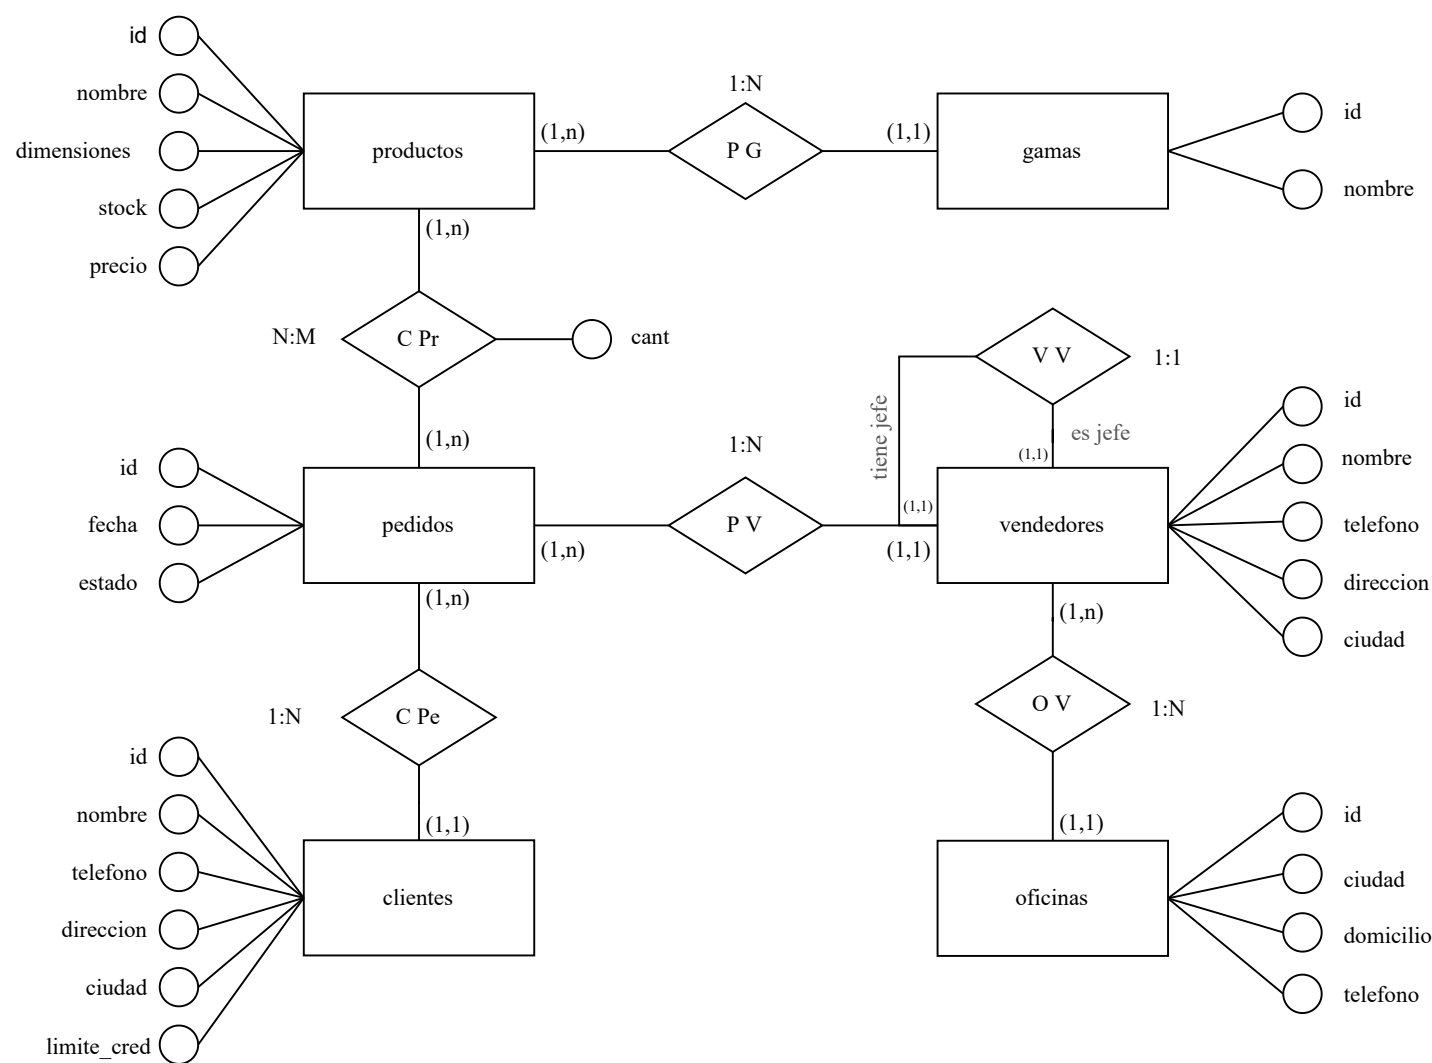 id
nombre
dimensiones
stock
precio
productos
(1,n)
1:N
P G
(1,1)
gamas
id
nombre
(1,n)
N:M
C Pr
cant
(1,n)
V V
1:1
tiene jefe
es jefe
(1,1)
(1,1)
id
fecha
estado
pedidos
(1,n)
1:N
P V
(1,1)
vendedores
id
nombre
telefono
direccion
ciudad
(1,n)
1:N
C Pe
(1,1)
(1,n)
O V
1:N
(1,1)
id
nombre
telefono
direccion
ciudad
limite_cred
clientes
oficinas
id
ciudad
domicilio
telefono